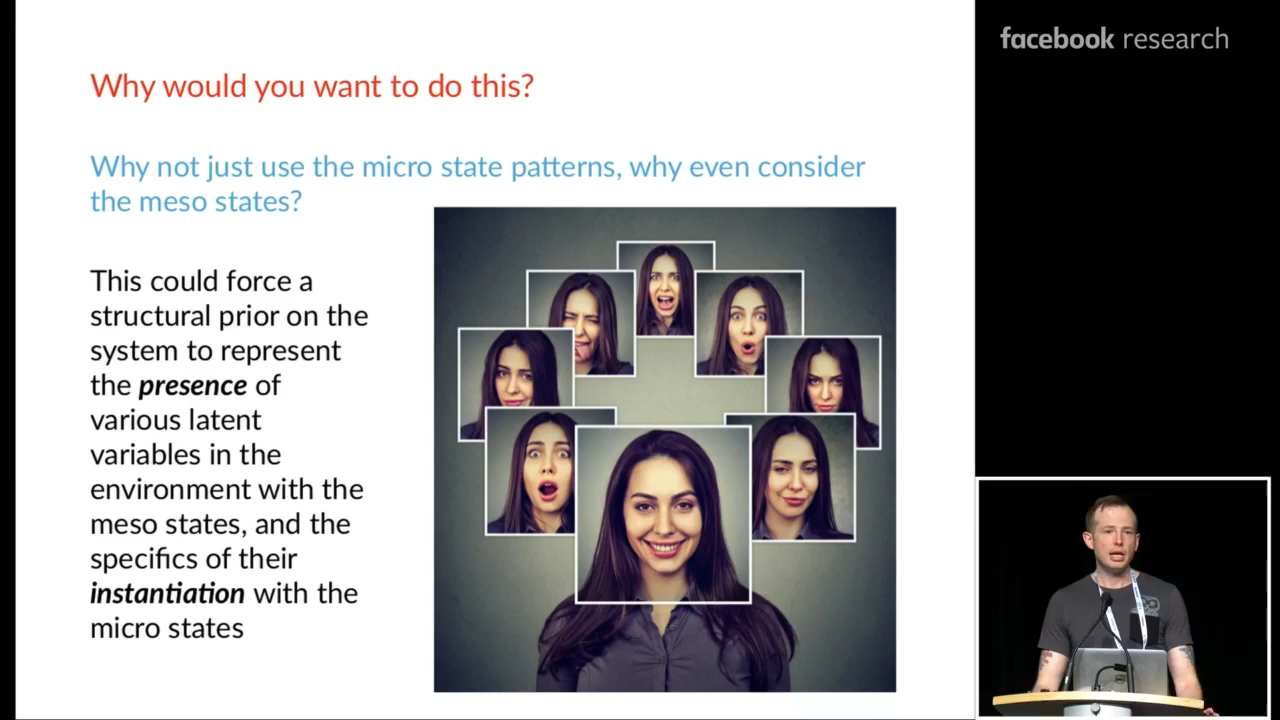 Why would you want to do this?
Why not just use the micro state patterns, why even consider
the meso states?
This could force a
structural prior on the
system to represent
the presence of
various latent
variables in the
environment with the
meso states, and the
specifics of their
instantiation with the
micro states
facebook research